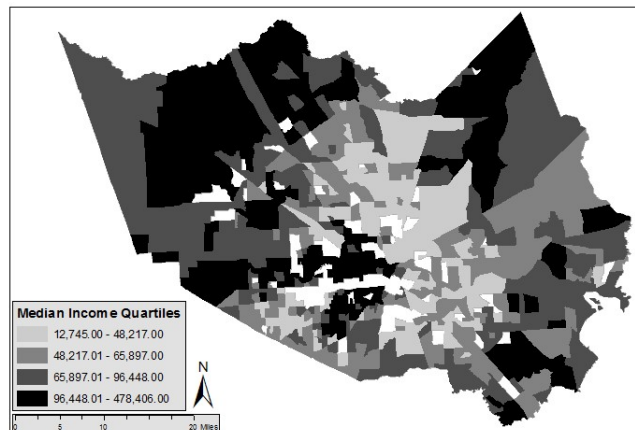 Median Income Quartiles
12,745.00 - 48,217.00
48,217.01 - 65,897.00
65,897.01 - 96,448.00
96,448.01 - 478,406.00
N
0 5 10 20 Miles